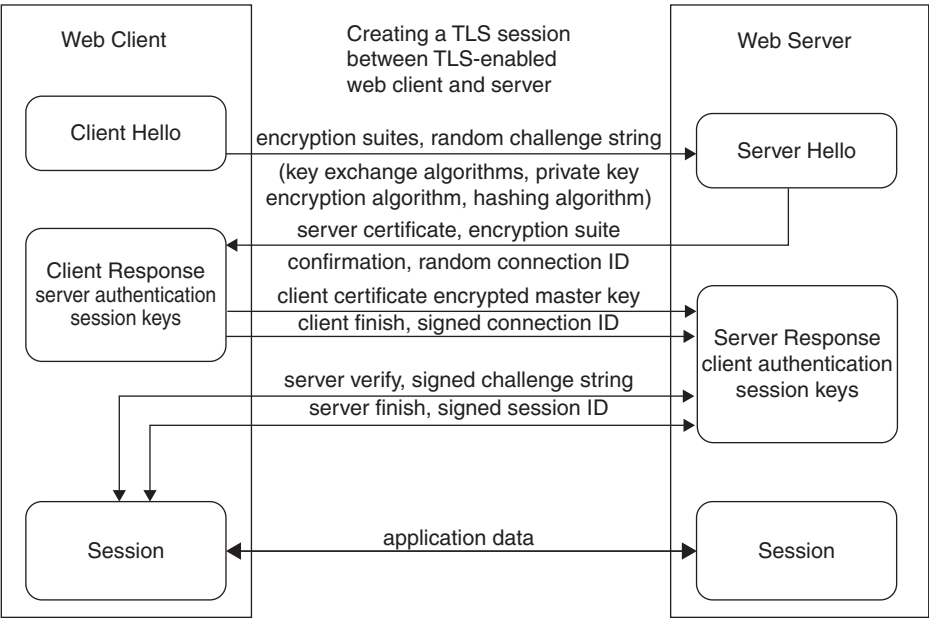 Web Client
Creating a TLS session
between TLS-enabled
web client and server
Web Server
Client Hello
encryption suites, random challenge string
Server Hello
(key exchange algorithms, private key
encryption algorithm, hashing algorithm)
server certificate, encryption suite
confirmation, random connection ID
Client Response
server authentication
session keys
client certificate encrypted master key
client finish, signed connection ID
Server Response
client authentication
session keys
server verify, signed challenge string
server finish, signed session ID
Session
application data
Session